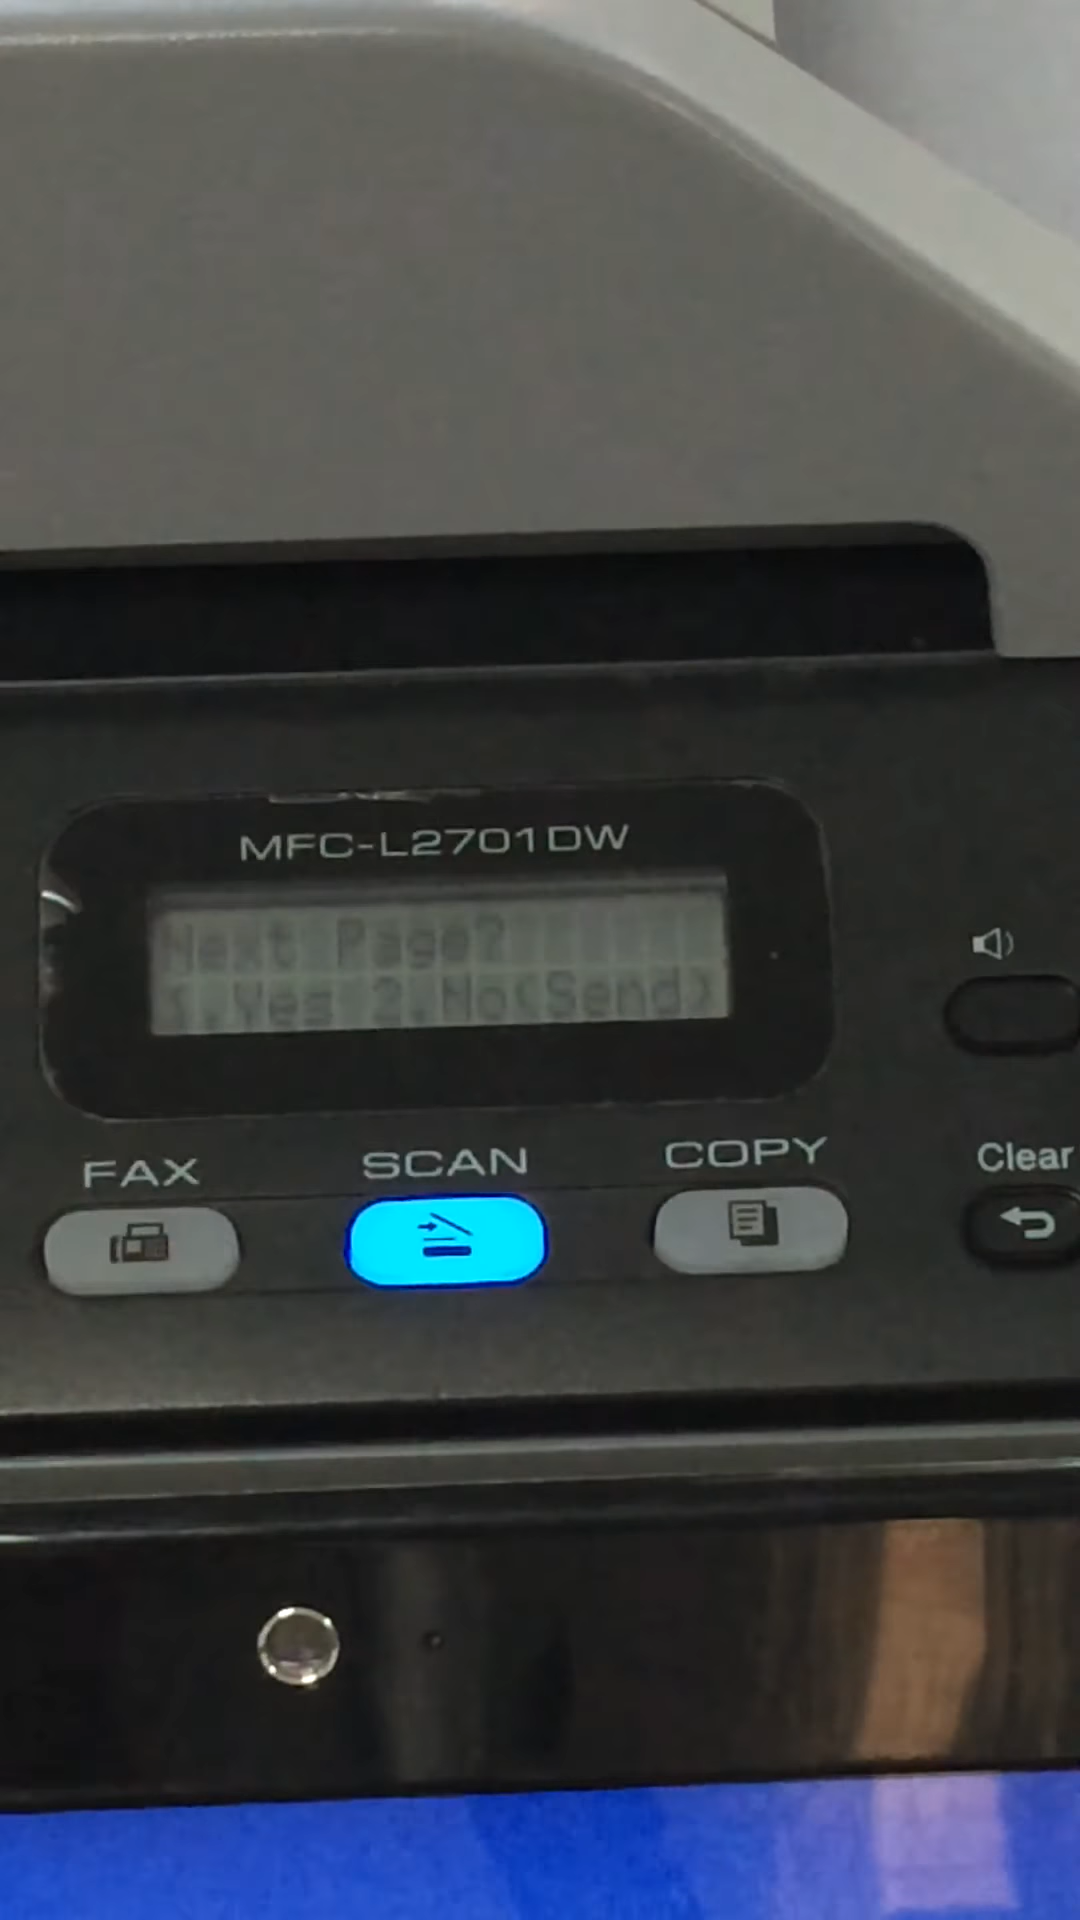 MFC-L2701DW
Next Page?
1.Yes 2.No(Send)
FAX
SCAN
COPY
Clear